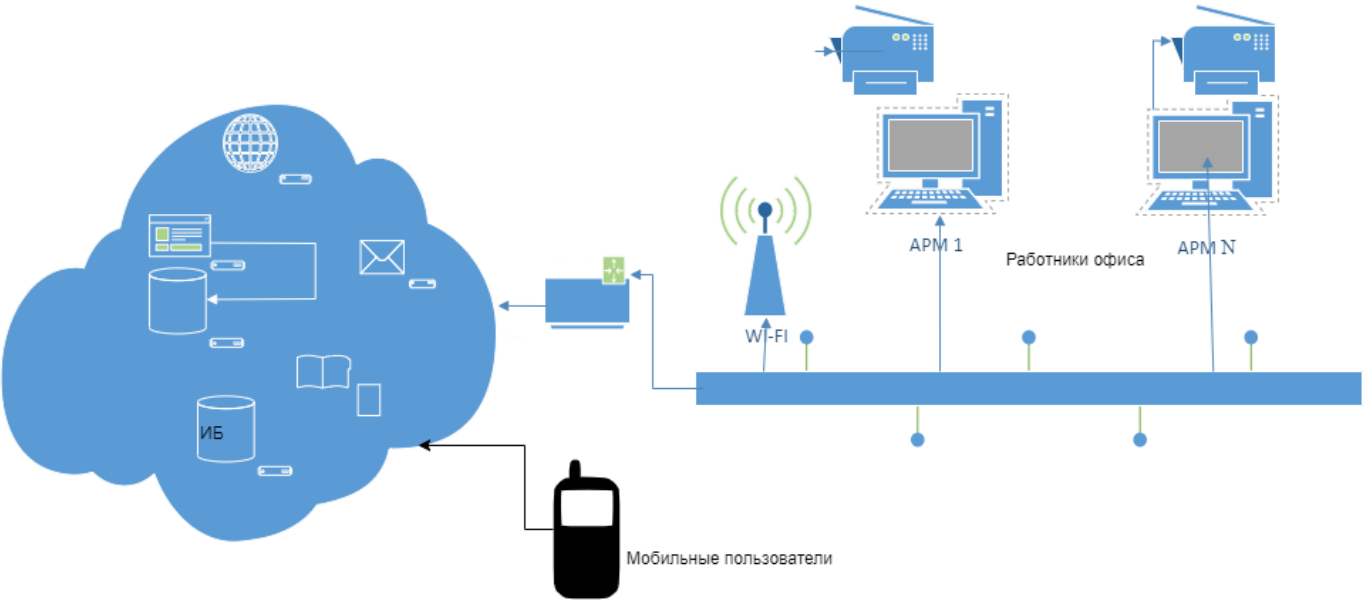 АРМ 1
Работники офиса
АРМ N
WI-FI
ИБ
Мобильные пользователи